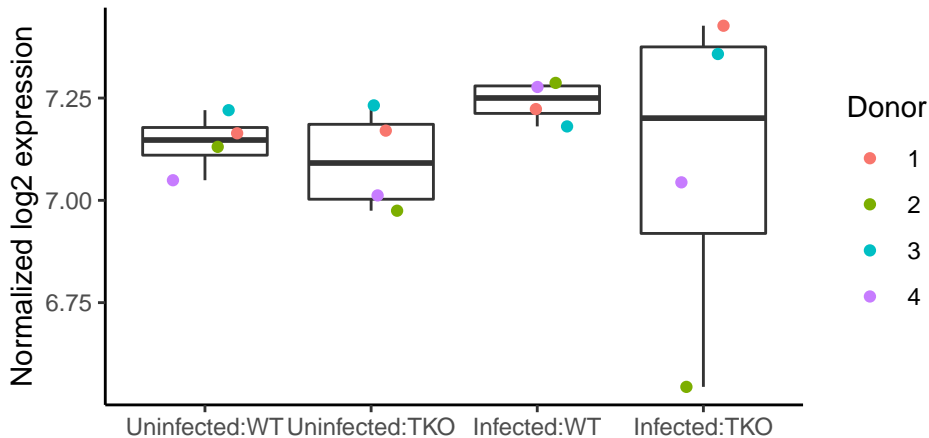 Normalized log2 expression
7.25
7.00
6.75
Uninfected:WT Uninfected:TKO Infected:WT Infected:TKO
Donor
1
2
3
4